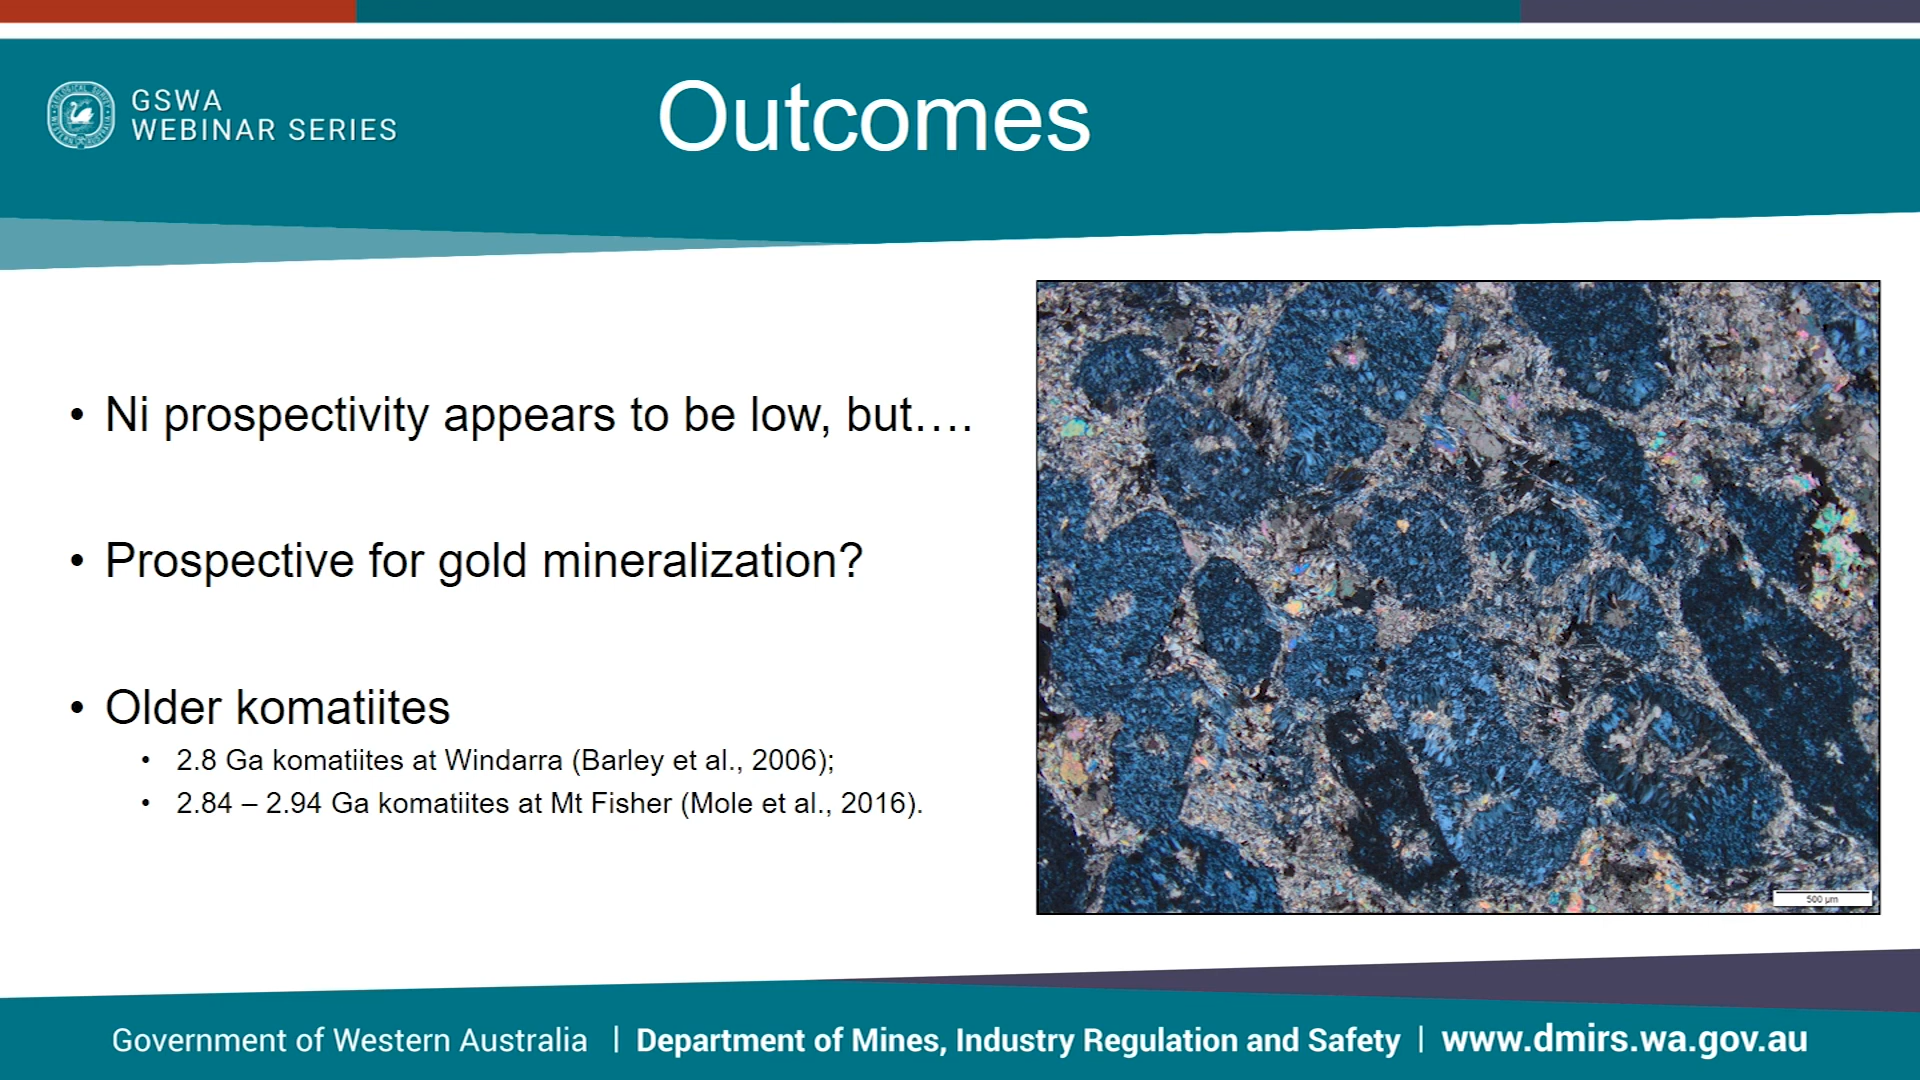 GSWA
WEBINAR SERIES
Outcomes
• Ni prospectivity appears to be low, but….
• Prospective for gold mineralization?
• Older komatiites
• 2.8 Ga komatiites at Windarra (Barley et al., 2006);
• 2.84 – 2.94 Ga komatiites at Mt Fisher (Mole et al., 2016).
500 µm
Government of Western Australia | Department of Mines, Industry Regulation and Safety | www.dmirs.wa.gov.au